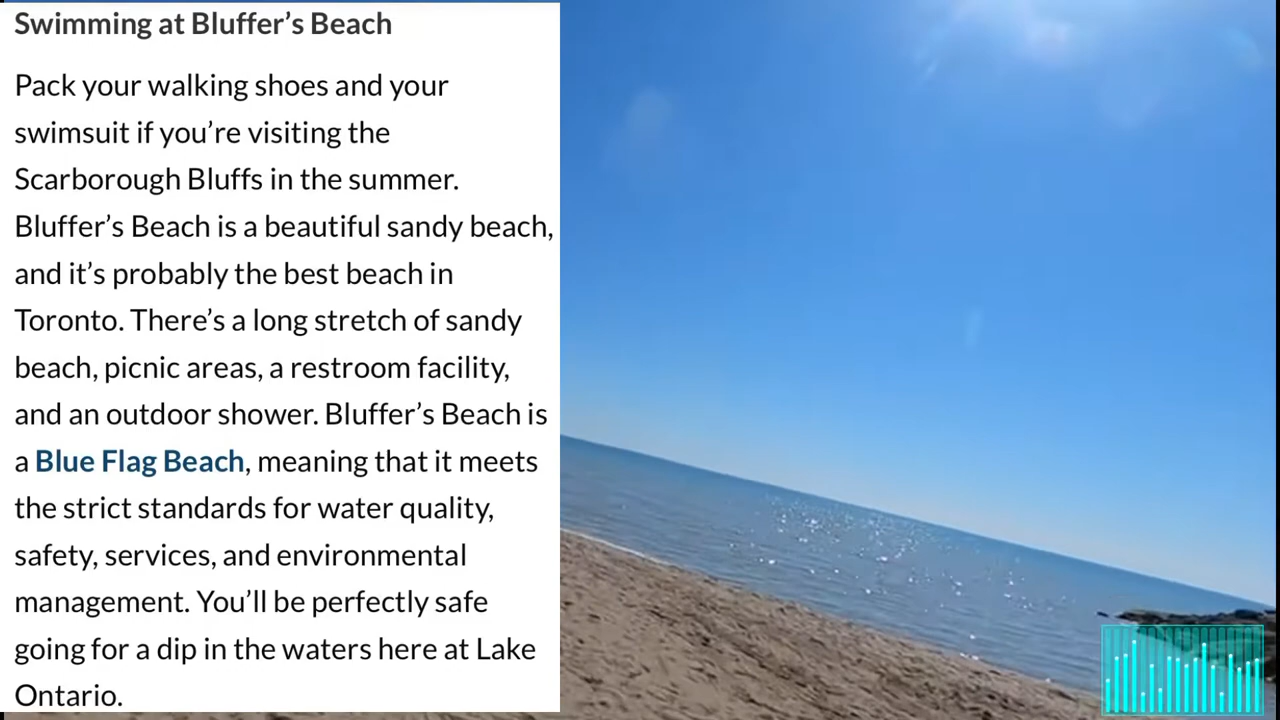 Swimming at Bluffer’s Beach
Pack your walking shoes and your
swimsuit if you’re visiting the
Scarborough Bluffs in the summer.
Bluffer’s Beach is a beautiful sandy beach,
and it’s probably the best beach in
Toronto. There’s a long stretch of sandy
beach, picnic areas, a restroom facility,
and an outdoor shower. Bluffer’s Beach is
a Blue Flag Beach, meaning that it meets
the strict standards for water quality,
safety, services, and environmental
management. You’ll be perfectly safe
going for a dip in the waters here at Lake
Ontario.